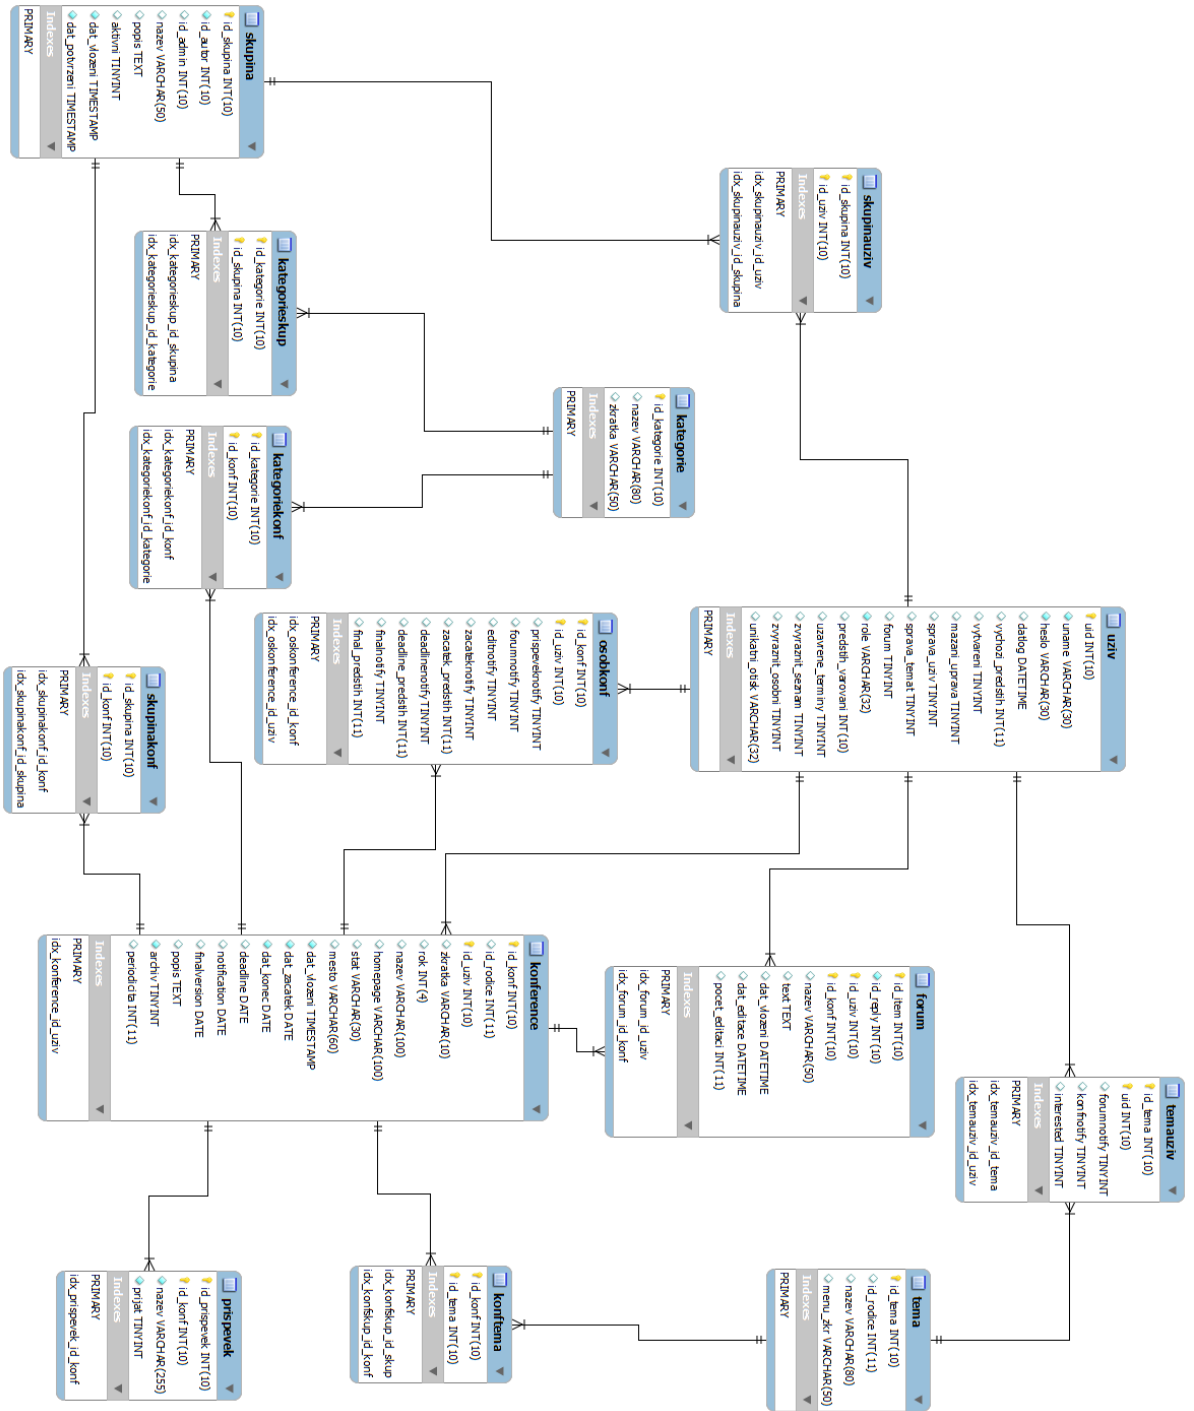 skupina
id_skupina INT(10)
id_autor INT(10)
id_admin INT(10)
nazev VARCHAR(50)
popis TEXT
aktivni TINYINT
dat_vlozeni TIMESTAMP
dat_potvrzeni TIMESTAMP
Indexes
PRIMARY
skupinauziv
id_skupina INT(10)
id_uziv INT(10)
Indexes
PRIMARY
idx_skupinauziv_id_uziv
idx_skupinauziv_id_skupina
kategorieskup
id_kategorie INT(10)
id_skupina INT(10)
Indexes
PRIMARY
idx_kategorieskup_id_skupina
idx_kategorieskup_id_kategorie
kategorie
id_kategorie INT(10)
nazev VARCHAR(80)
zkratka VARCHAR(50)
Indexes
PRIMARY
kategoriekonf
id_kategorie INT(10)
id_konf INT(10)
Indexes
PRIMARY
idx_kategoriekonf_id_konf
idx_kategoriekonf_id_kategorie
uziv
uid INT(10)
uname VARCHAR(30)
heslo VARCHAR(30)
datlog DATETIME
vychozi_predstih INT(11)
vytvareni TINYINT
mazani_uprava TINYINT
sprava_uziv TINYINT
sprava_temat TINYINT
forum TINYINT
role VARCHAR(32)
predstih_varovani INT(10)
uzavrene_terminy TINYINT
zvyraznit_seznam TINYINT
zvyraznit_osobni TINYINT
unikatni_otisk VARCHAR(32)
Indexes
PRIMARY
osobkonf
id_konf INT(10)
id_uziv INT(10)
prispeveknotify TINYINT
forumnotify TINYINT
editnotify TINYINT
zacateknotify TINYINT
zacatek_predstih INT(11)
deadlinenotify TINYINT
deadline_predstih INT(11)
finalnotify TINYINT
final_predstih INT(11)
Indexes
PRIMARY
idx_oskonference_id_konf
idx_oskonference_id_uziv
skupinakonf
id_skupina INT(10)
id_konf INT(10)
Indexes
PRIMARY
idx_skupinakonf_id_konf
idx_skupinakonf_id_skupina
konference
id_konf INT(10)
id_rodice INT(11)
id_uziv INT(10)
zkratka VARCHAR(10)
rok INT(4)
nazev VARCHAR(100)
homepage VARCHAR(100)
stat VARCHAR(30)
mesto VARCHAR(60)
dat_vlozeni TIMESTAMP
dat_zacatek DATE
dat_konec DATE
deadline DATE
notification DATE
finalversion DATE
popis TEXT
archiv TINYINT
periodicita INT(11)
Indexes
PRIMARY
idx_konference_id_uziv
forum
id_item INT(10)
id_reply INT(10)
id_uziv INT(10)
id_konf INT(10)
nazev VARCHAR(50)
text TEXT
dat_vlozeni DATETIME
dat_editace DATETIME
pocet_editaci INT(11)
Indexes
PRIMARY
idx_forum_id_uziv
idx_forum_id_konf
temauziv
id_tema INT(10)
uid INT(10)
forumnotify TINYINT
konfnotify TINYINT
interested TINYINT
Indexes
PRIMARY
idx_temauziv_id_tema
idx_temauziv_id_uziv
prispevek
id_prispevek INT(10)
id_konf INT(10)
nazev VARCHAR(255)
prijat TINYINT
Indexes
PRIMARY
idx_prispevek_id_konf
konftema
id_konf INT(10)
id_tema INT(10)
Indexes
PRIMARY
idx_konfskup_id_skup
idx_konfskup_id_konf
tema
id_tema INT(10)
id_rodice INT(11)
nazev VARCHAR(80)
menu_zkr VARCHAR(50)
Indexes
PRIMARY